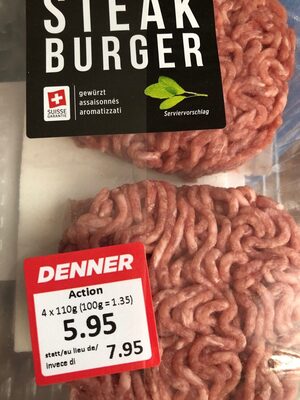 STEAK
BURGER
SUISSE
GARANTIE
gewürzt
assaisonnés
aromatizzati
Serviervorschlag
DENNER
Action
4 x 110g (100g = 1.35)
5.95
statt/au lieu de/
invece di 7.95